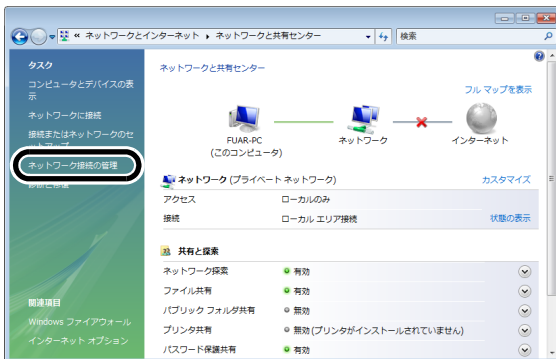 « ネットワークとインターネット ▸ ネットワークと共有センター
検索
タスク
コンピュータとデバイスの表
示
ネットワークに接続
接続またはネットワークのセ
ットアップ
ネットワーク接続の管理
診断と修復
関連項目
Windows ファイアウォール
インターネット オプション
ネットワークと共有センター
フル マップを表示
FUAR-PC
(このコンピュータ)
ネットワーク
インターネット
ネットワーク (プライベート ネットワーク)
カスタマイズ
アクセス ローカルのみ
接続 ローカル エリア接続 状態の表示
共有と探索
ネットワーク探索 有効
ファイル共有 有効
パブリック フォルダ共有 無効
プリンタ共有 無効(プリンタがインストールされていません)
パスワード保護共有 有効